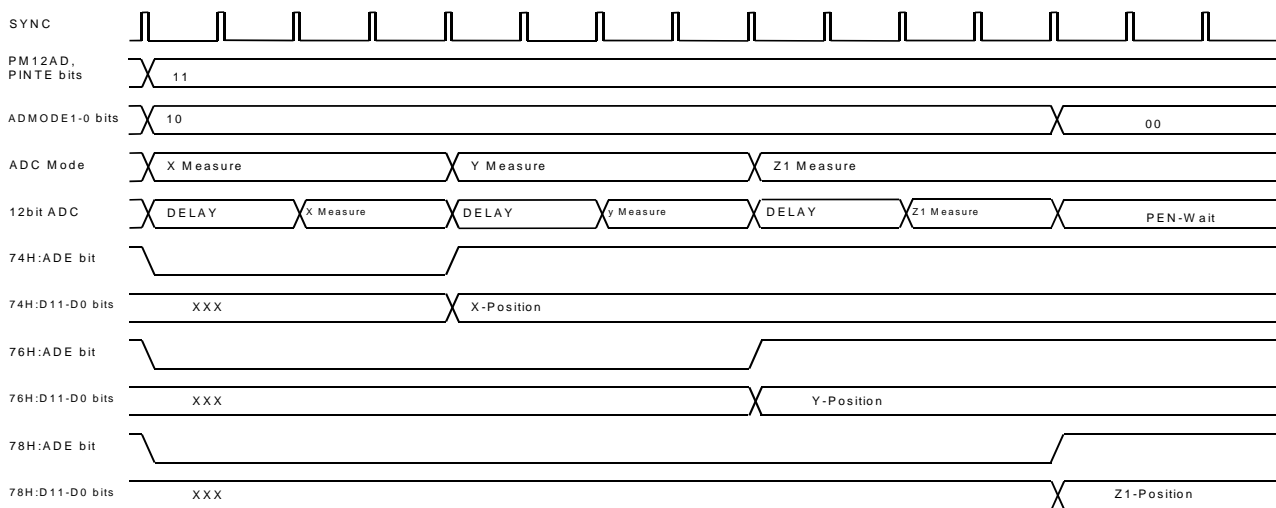 SYNC
PM12AD,
PINTE bits
11
ADMODE1-0 bits
10
00
ADC Mode
X Measure
Y Measure
Z1 Measure
12bit ADC
DELAY
X Measure
DELAY
y Measure
DELAY
Z1 Measure
PEN-Wait
74H:ADE bit
74H:D11-D0 bits
XXX
X-Position
76H:ADE bit
76H:D11-D0 bits
XXX
Y-Position
78H:ADE bit
78H:D11-D0 bits
XXX
Z1-Position